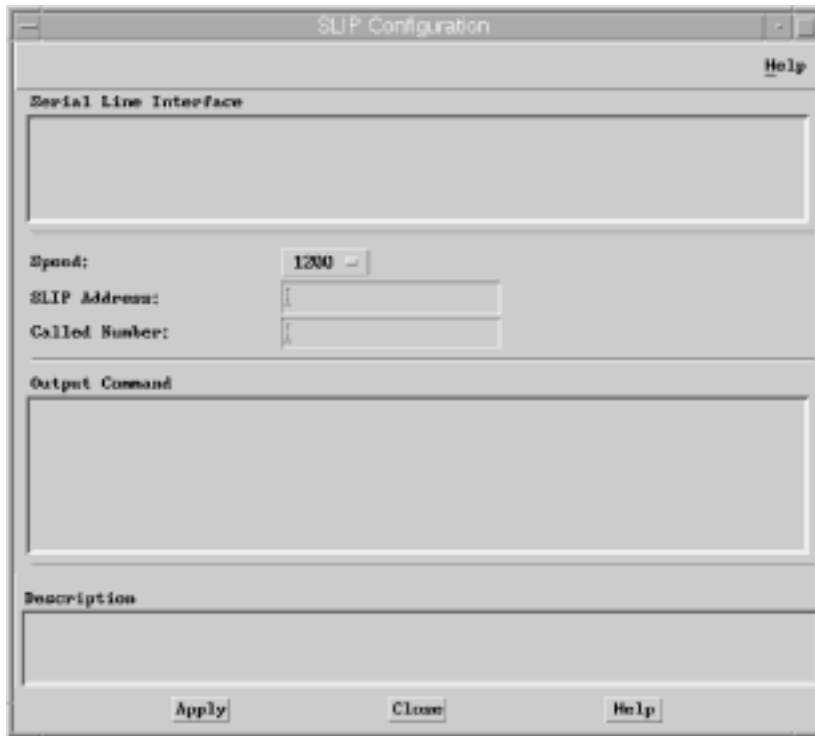 SLIP Configuration
Help
Serial Line Interface
Speed: 1200
SLIP Address:
Called Number:
Output Command
Description
Apply Close Help